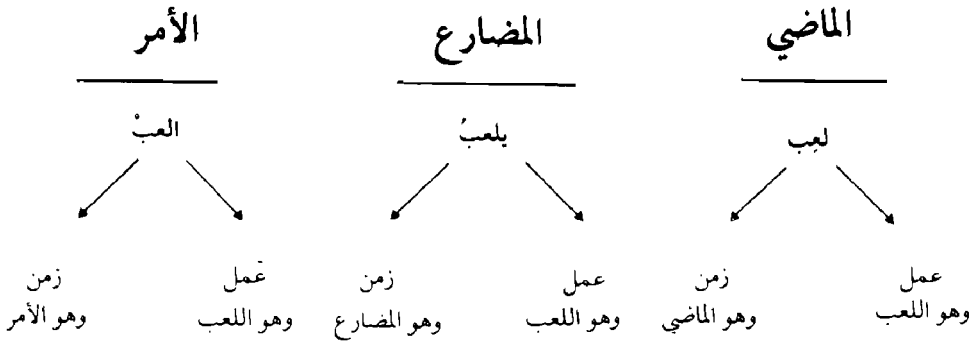 الماضي
المضارع
الأمر
لعِب
يلعبُ
العبْ
عمل
زمن
عمل
زمن
عمل
زمن
وهو اللعب
وهو الماضي
وهو اللعب
وهو المضارع
وهو اللعب
وهو الأمر